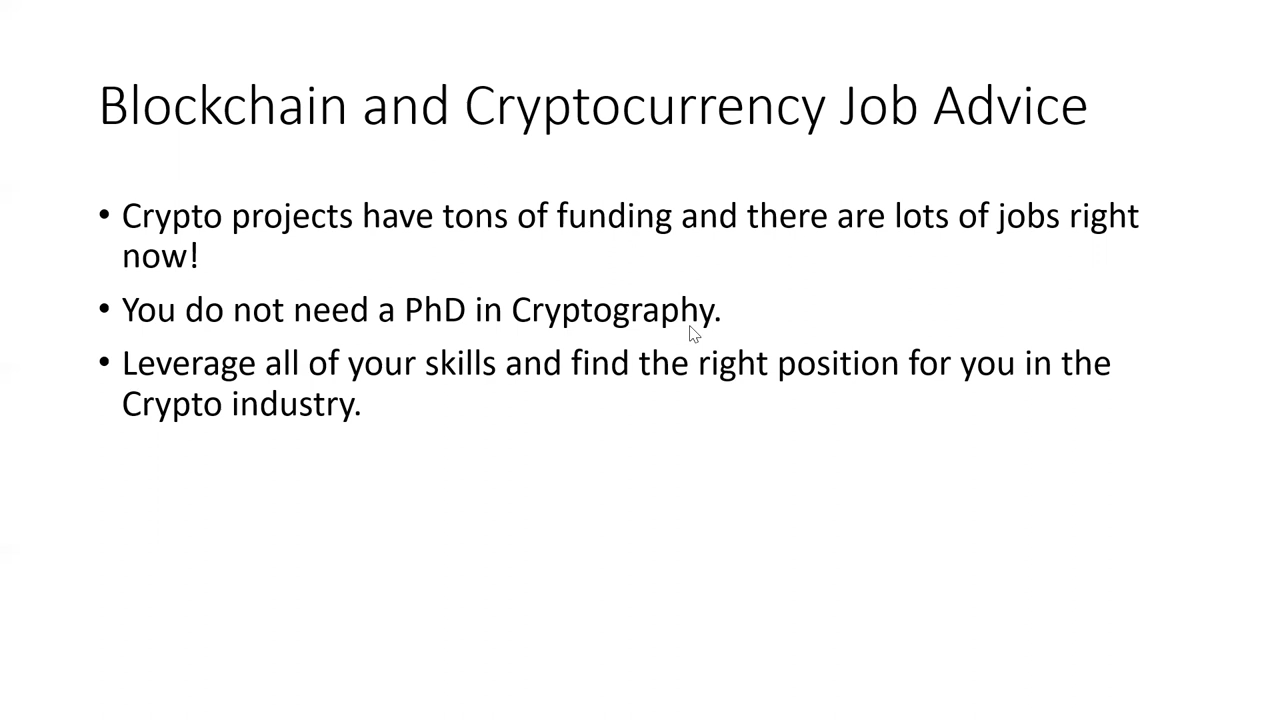 Blockchain and Cryptocurrency Job Advice
• Crypto projects have tons of funding and there are lots of jobs right
now!
• You do not need a PhD in Cryptography.
• Leverage all of your skills and find the right position for you in the
Crypto industry.